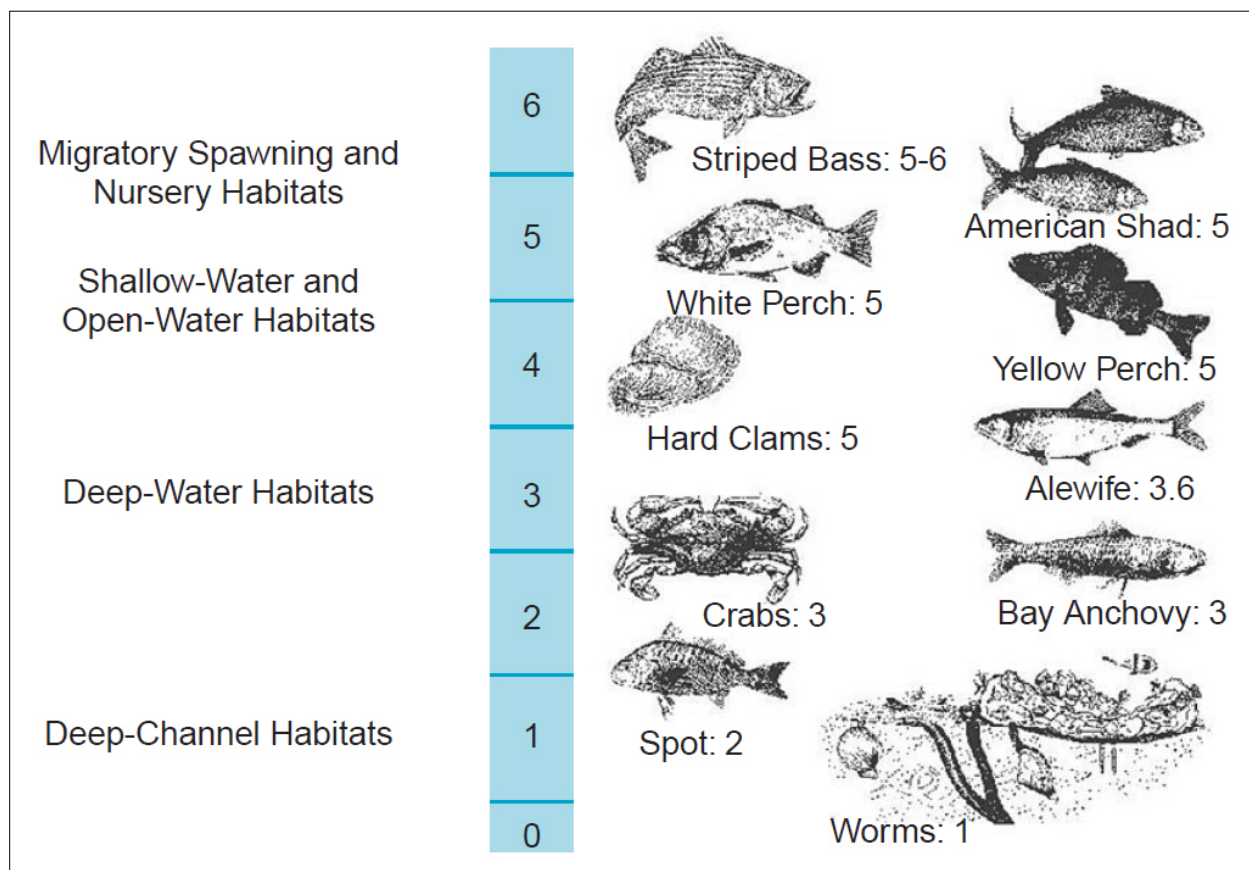 Migratory Spawning and
Nursery Habitats
Shallow-Water and
Open-Water Habitats
Deep-Water Habitats
Deep-Channel Habitats
6
5
4
3
2
1
0
Striped Bass: 5-6
American Shad: 5
White Perch: 5
Yellow Perch: 5
Hard Clams: 5
Alewife: 3.6
Crabs: 3
Bay Anchovy: 3
Spot: 2
Worms: 1